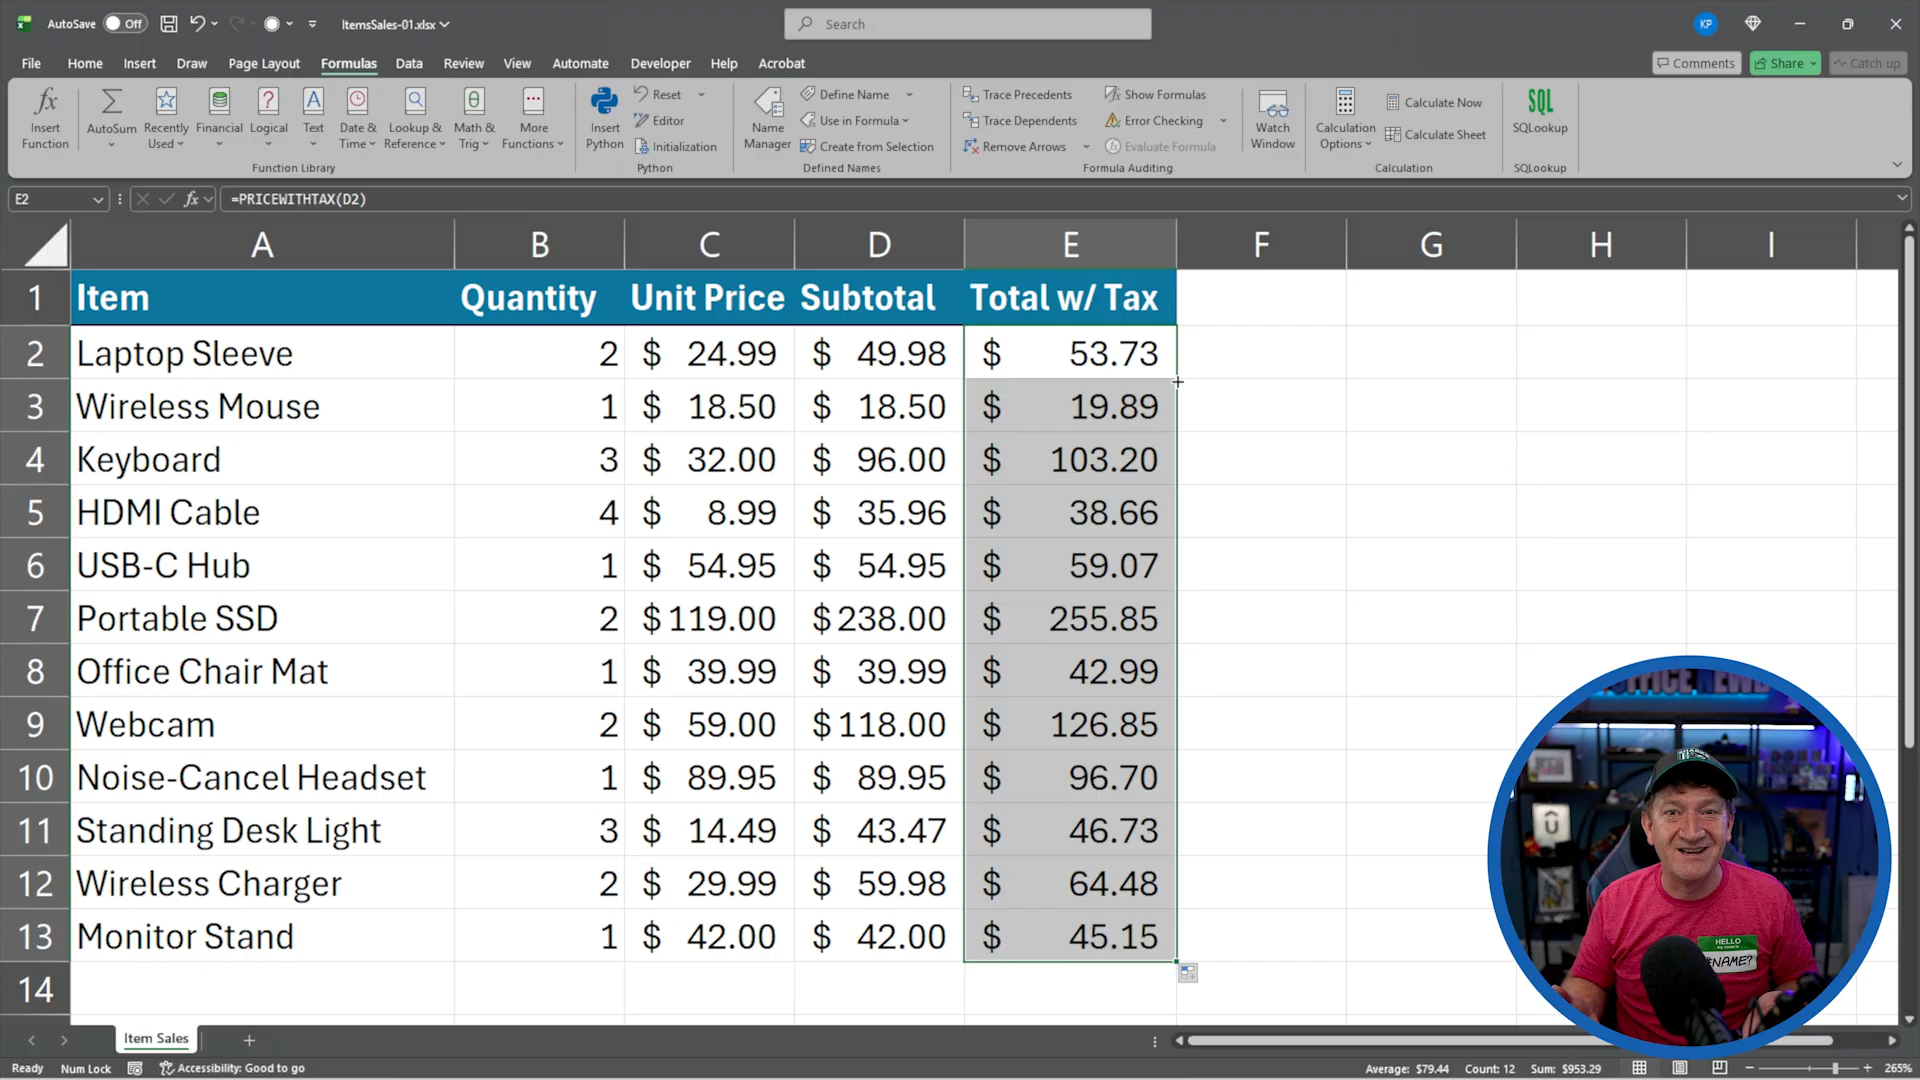 AutoSave Off ItemsSales-01.xlsx Search KP
File Home Insert Draw Page Layout Formulas Data Review View Automate Developer Help Acrobat Comments Share Catch up
Insert Function
AutoSum
Recently Used
Financial
Logical
Text
Date & Time
Lookup & Reference
Math & Trig
More Functions
Function Library
Insert Python
Reset
Editor
Initialization
Python
Name Manager
Define Name
Use in Formula
Create from Selection
Defined Names
Trace Precedents
Trace Dependents
Remove Arrows
Show Formulas
Error Checking
Evaluate Formula
Formula Auditing
Watch Window
Calculation Options
Calculate Now
Calculate Sheet
Calculation
SQL
SQLookup
SQLookup
E2 fx =PRICEWITHTAX(D2)
A B C D E F G H I
1 Item Quantity Unit Price Subtotal Total w/ Tax
2 Laptop Sleeve 2 $ 24.99 $ 49.98 $ 53.73
3 Wireless Mouse 1 $ 18.50 $ 18.50 $ 19.89
4 Keyboard 3 $ 32.00 $ 96.00 $ 103.20
5 HDMI Cable 4 $ 8.99 $ 35.96 $ 38.66
6 USB-C Hub 1 $ 54.95 $ 54.95 $ 59.07
7 Portable SSD 2 $ 119.00 $ 238.00 $ 255.85
8 Office Chair Mat 1 $ 39.99 $ 39.99 $ 42.99
9 Webcam 2 $ 59.00 $ 118.00 $ 126.85
10 Noise-Cancel Headset 1 $ 89.95 $ 89.95 $ 96.70
11 Standing Desk Light 3 $ 14.49 $ 43.47 $ 46.73
12 Wireless Charger 2 $ 29.99 $ 59.98 $ 64.48
13 Monitor Stand 1 $ 42.00 $ 42.00 $ 45.15
14
HELLO
my name is
#NAME?
Item Sales
Ready Num Lock Accessibility: Good to go Average: $79.44 Count: 12 Sum: $953.29 265%